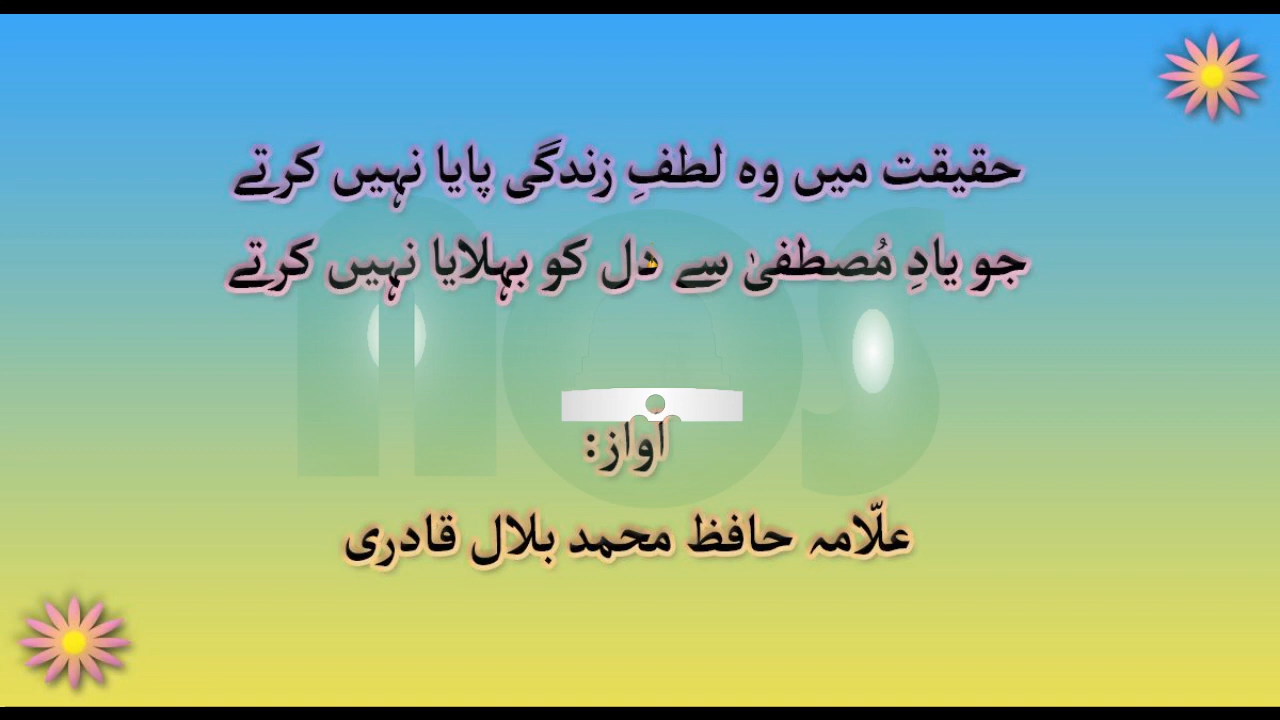 حقیقت میں وہ لطفِ زندگی پایا نہیں کرتے
جو یادِ مُصطفیٰ سے دل کو بہلایا نہیں کرتے
آواز:
علّامہ حافظ محمد بلال قادری
nos